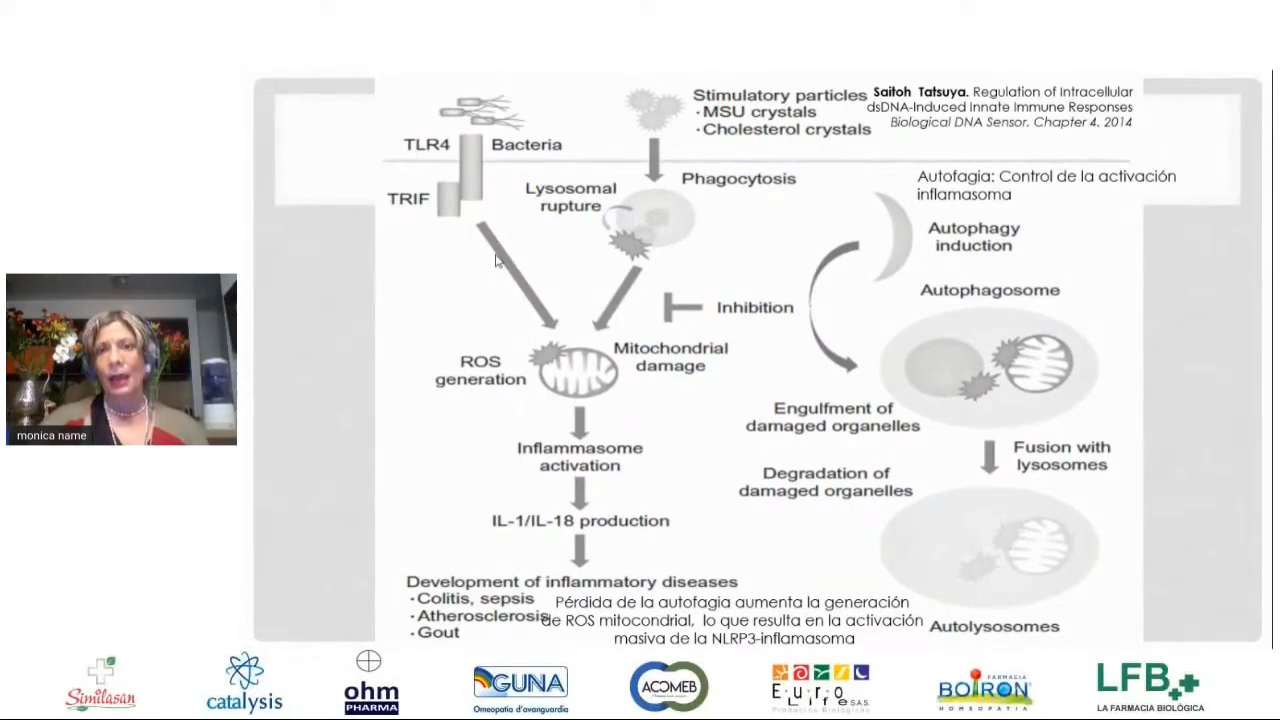 Stimulatory particles
· MSU crystals
· Cholesterol crystals
Saitoh Tatsuya. Regulation of Intracellular
dsDNA-Induced Innate Immune Responses
Biological DNA Sensor. Chapter 4, 2014
TLR4
Bacteria
TRIF
Lysosomal
rupture
Phagocytosis
Autofagia: Control de la activación
inflamasoma
Autophagy
induction
Autophagosome
Inhibition
ROS
generation
Mitochondrial
damage
Engulfment of
damaged organelles
Inflammasome
activation
Fusion with
lysosomes
Degradation of
damaged organelles
IL-1/IL-18 production
Development of inflammatory diseases
· Colitis, sepsis
· Atherosclerosis
· Gout
Pérdida de la autofagia aumenta la generación
de ROS mitocondrial, lo que resulta en la activación
masiva de la NLRP3-inflamasoma
Autolysosomes
monica name
Similasan
catalysis
ohm
PHARMA
GUNA
Omeopatia d'avanguardia
ACOMEB
Euro
Life S.A.S.
Productos Biológicos
FARMACIA
BOIRON
HOMEOPATIA
LFB
LA FARMACIA BIOLÓGICA